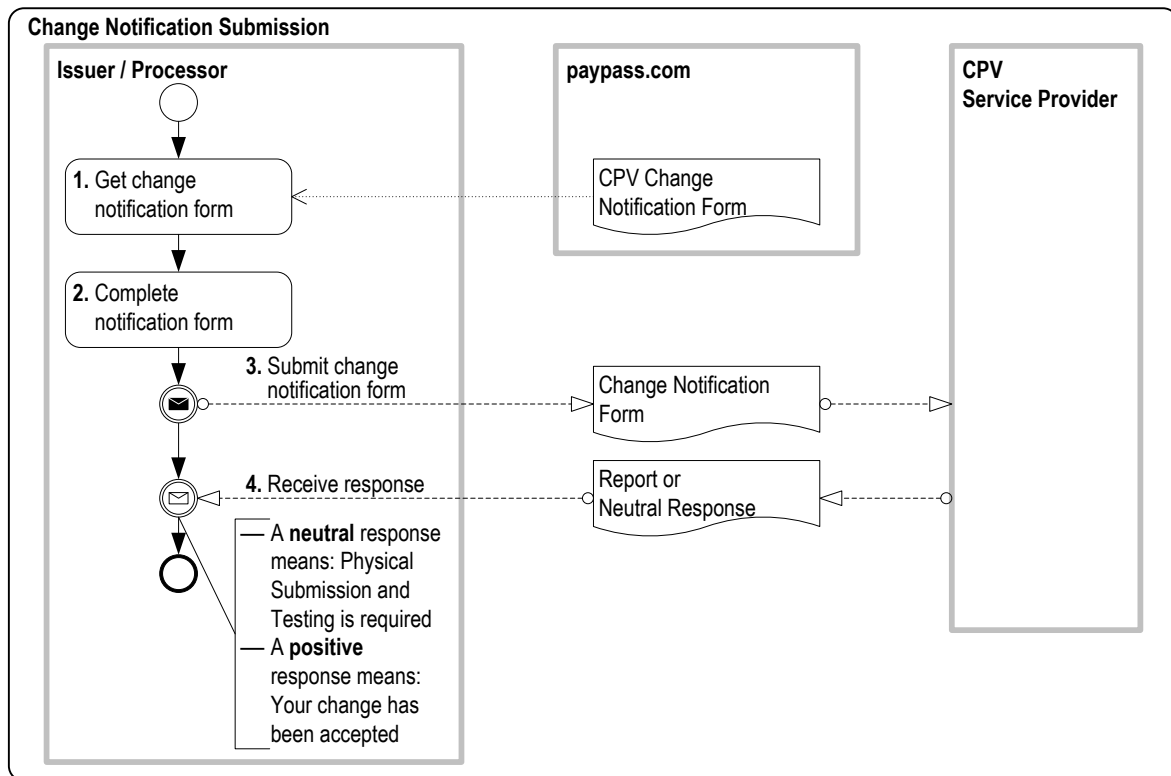 Change Notification Submission
Issuer / Processor
paypass.com
CPV
Service Provider
1. Get change
notification form
CPV Change
Notification Form
2. Complete
notification form
3. Submit change
notification form
Change Notification
Form
4. Receive response
Report or
Neutral Response
— A neutral response
means: Physical
Submission and
Testing is required
— A positive
response means:
Your change has
been accepted